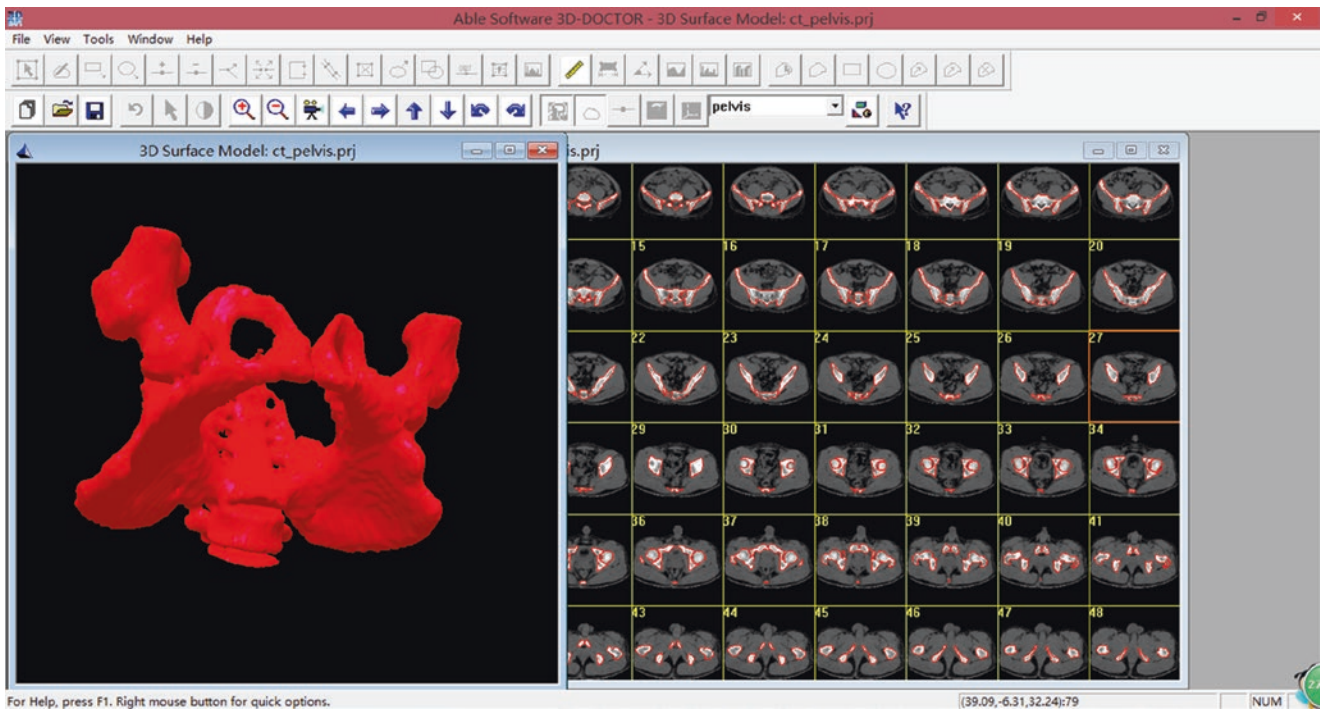 Able Software 3D-DOCTOR - 3D Surface Model: ct_pelvis.prj
File View Tools Window Help
pelvis
3D Surface Model: ct_pelvis.prj
is.prj
15 16 17 18 19 20
22 23 24 25 26 27
29 30 31 32 33 34
36 37 38 39 40 41
43 44 45 46 47 48
For Help, press F1. Right mouse button for quick options.
(39.09,-6.31,32.24):79
NUM